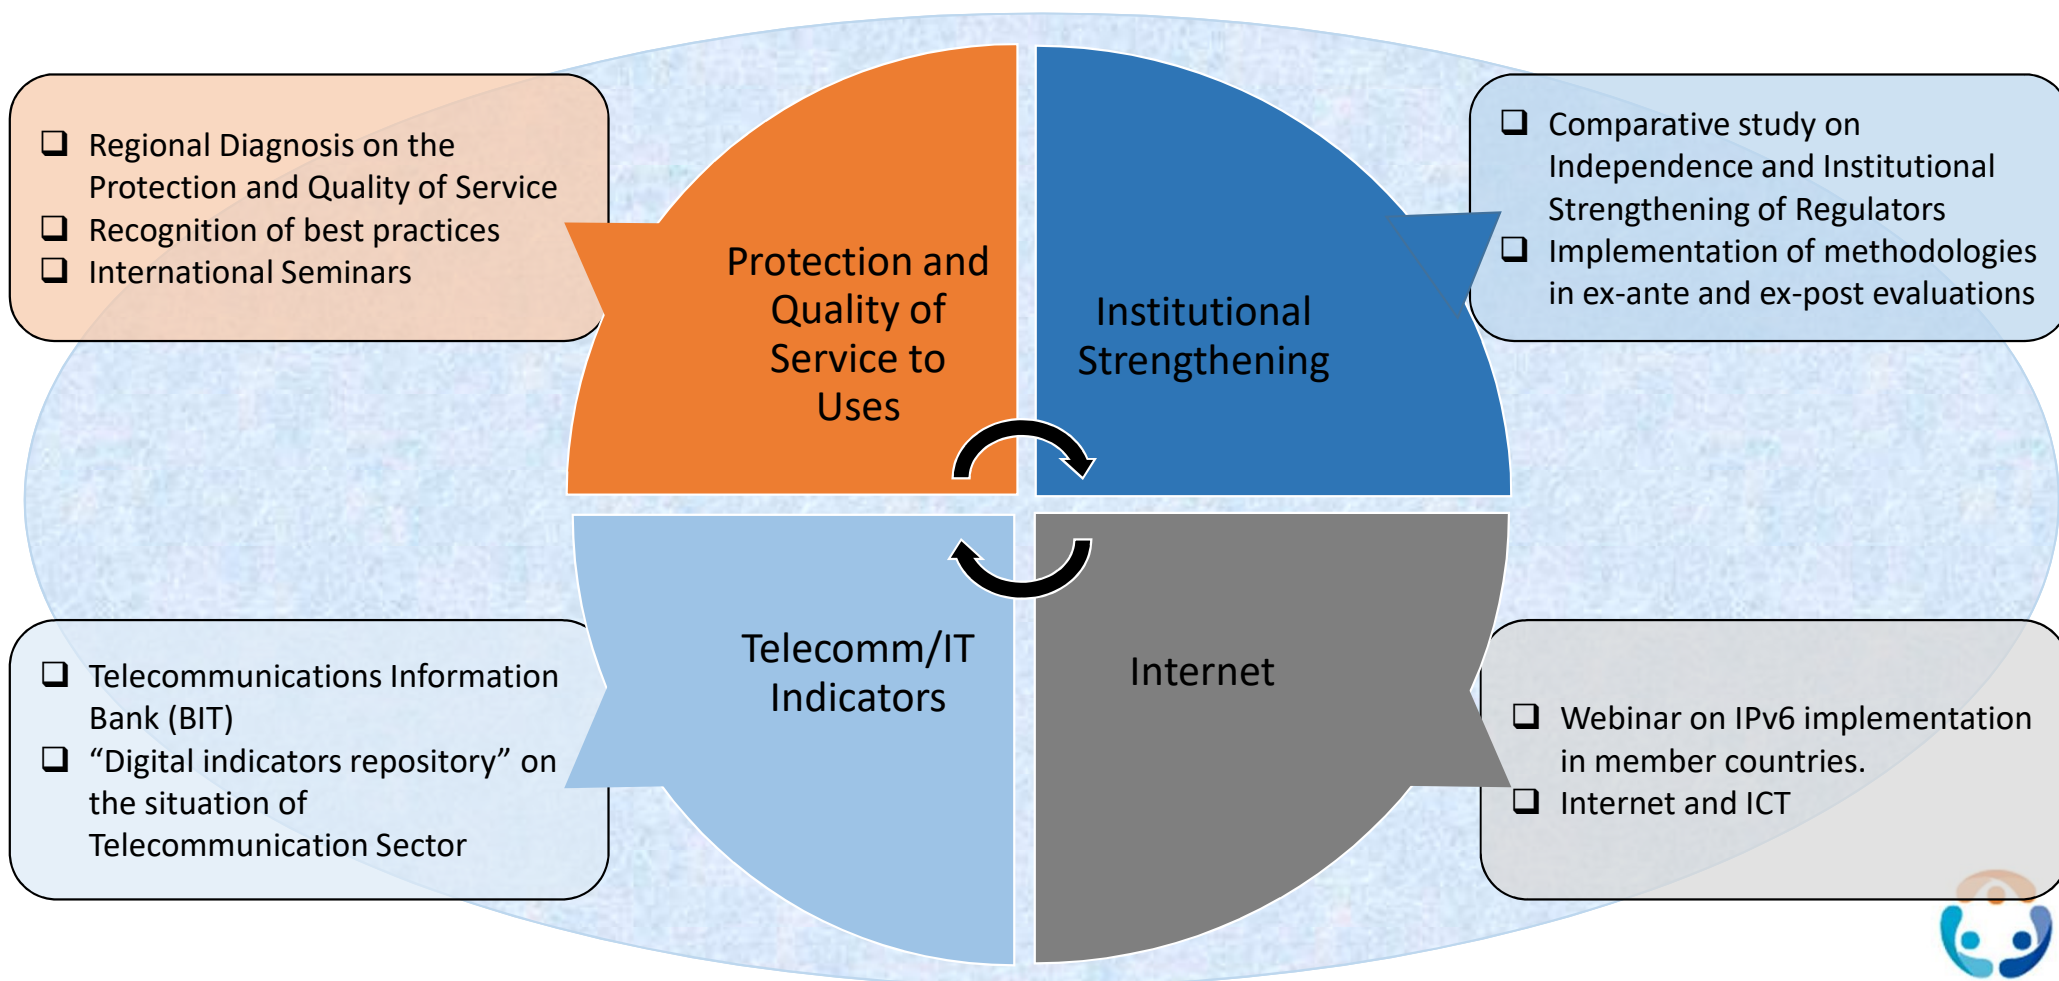 ❑ Regional Diagnosis on the
Protection and Quality of Service
❑ Recognition of best practices
❑ International Seminars
Protection and
Quality of
Service to
Uses
Institutional
Strengthening
❑ Comparative study on
Independence and Institutional
Strengthening of Regulators
❑ Implementation of methodologies
in ex-ante and ex-post evaluations
❑ Telecommunications Information
Bank (BIT)
❑ “Digital indicators repository” on
the situation of
Telecommunication Sector
Telecomm/IT
Indicators
Internet
❑ Webinar on IPv6 implementation
in member countries.
❑ Internet and ICT